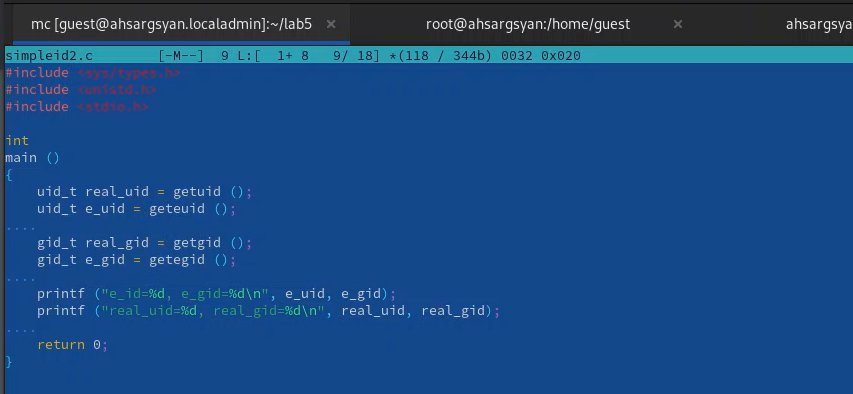 mc [guest@ahsargsyan.localadmin]:~/lab5 × root@ahsargsyan:/home/guest × ahsargsya
simpleid2.c [-M--] 9 L:[ 1+ 8 9/ 18] *(118 / 344b) 0032 0x020
#include <sys/types.h>
#include <unistd.h>
#include <stdio.h>
int
main ()
{
uid_t real_uid = getuid ();
uid_t e_uid = geteuid ();
....
gid_t real_gid = getgid ();
gid_t e_gid = getegid ();
....
printf ("e_id=%d, e_gid=%d\n", e_uid, e_gid);
printf ("real_uid=%d, real_gid=%d\n", real_uid, real_gid);
....
return 0;
}